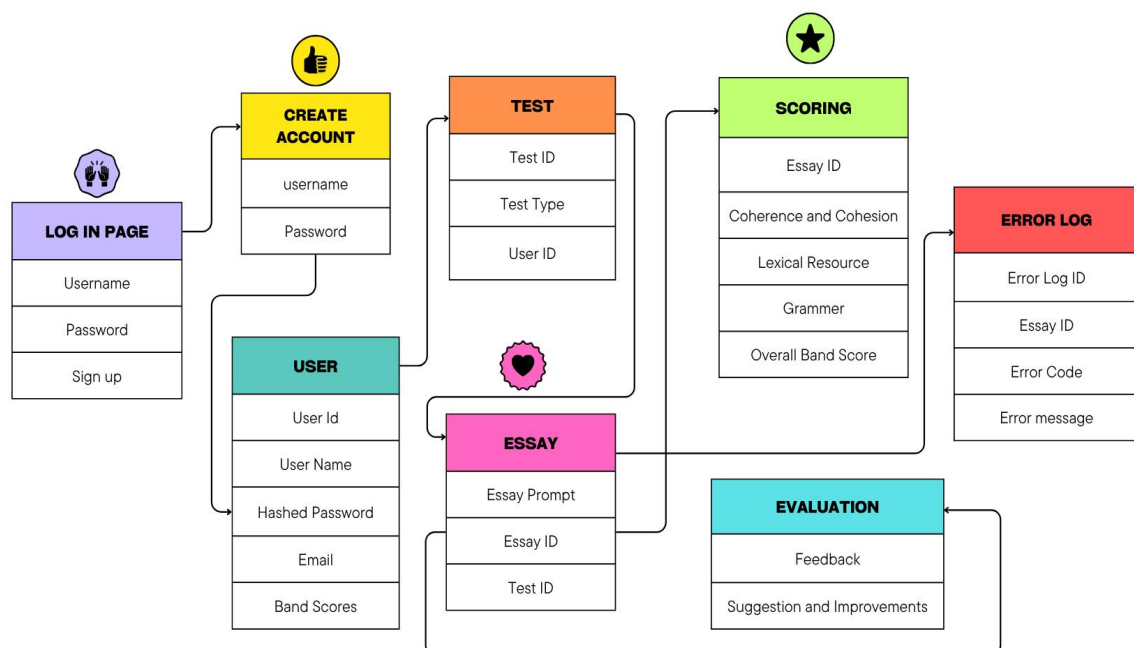 LOG IN PAGE
Username
Password
Sign up
CREATE
ACCOUNT
username
Password
USER
User Id
User Name
Hashed Password
Email
Band Scores
TEST
Test ID
Test Type
User ID
ESSAY
Essay Prompt
Essay ID
Test ID
SCORING
Essay ID
Coherence and Cohesion
Lexical Resource
Grammer
Overall Band Score
EVALUATION
Feedback
Suggestion and Improvements
ERROR LOG
Error Log ID
Essay ID
Error Code
Error message